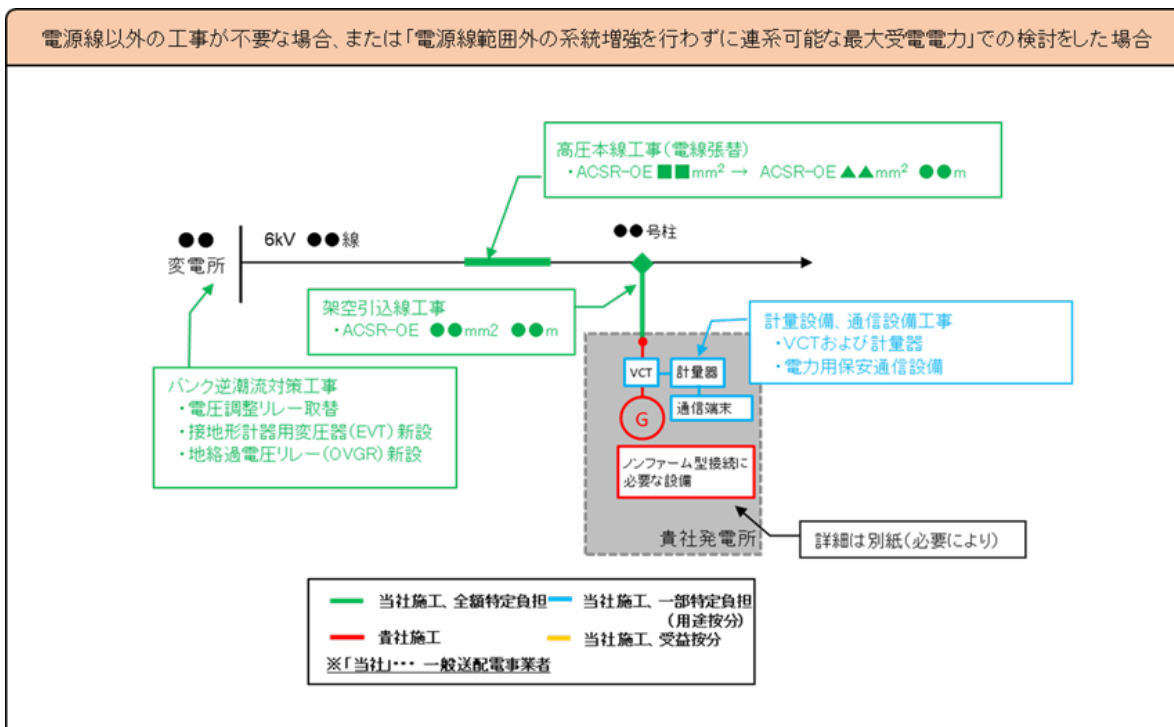 電源線以外の工事が不要な場合、または「電源線範囲外の系統増強を行わずに連系可能な最大受電電力」での検討をした場合
高圧本線工事(電線張替)
・ACSR-OE ■■mm² → ACSR-OE ▲▲mm² ●●m
●●
変電所
6kV ●●線
●●号柱
架空引込線工事
・ACSR-OE ●●mm2 ●●m
計量設備、通信設備工事
・VCTおよび計量器
・電力用保安通信設備
バンク逆潮流対策工事
・電圧調整リレー取替
・接地形計器用変圧器(EVT)新設
・地絡過電圧リレー(OVGR)新設
VCT
計量器
通信端末
G
ノンファーム型接続に
必要な設備
貴社発電所
詳細は別紙(必要により)
当社施工、全額特定負担
当社施工、一部特定負担
(用途按分)
貴社施工
当社施工、受益按分
※「当社」･･･ 一般送配電事業者